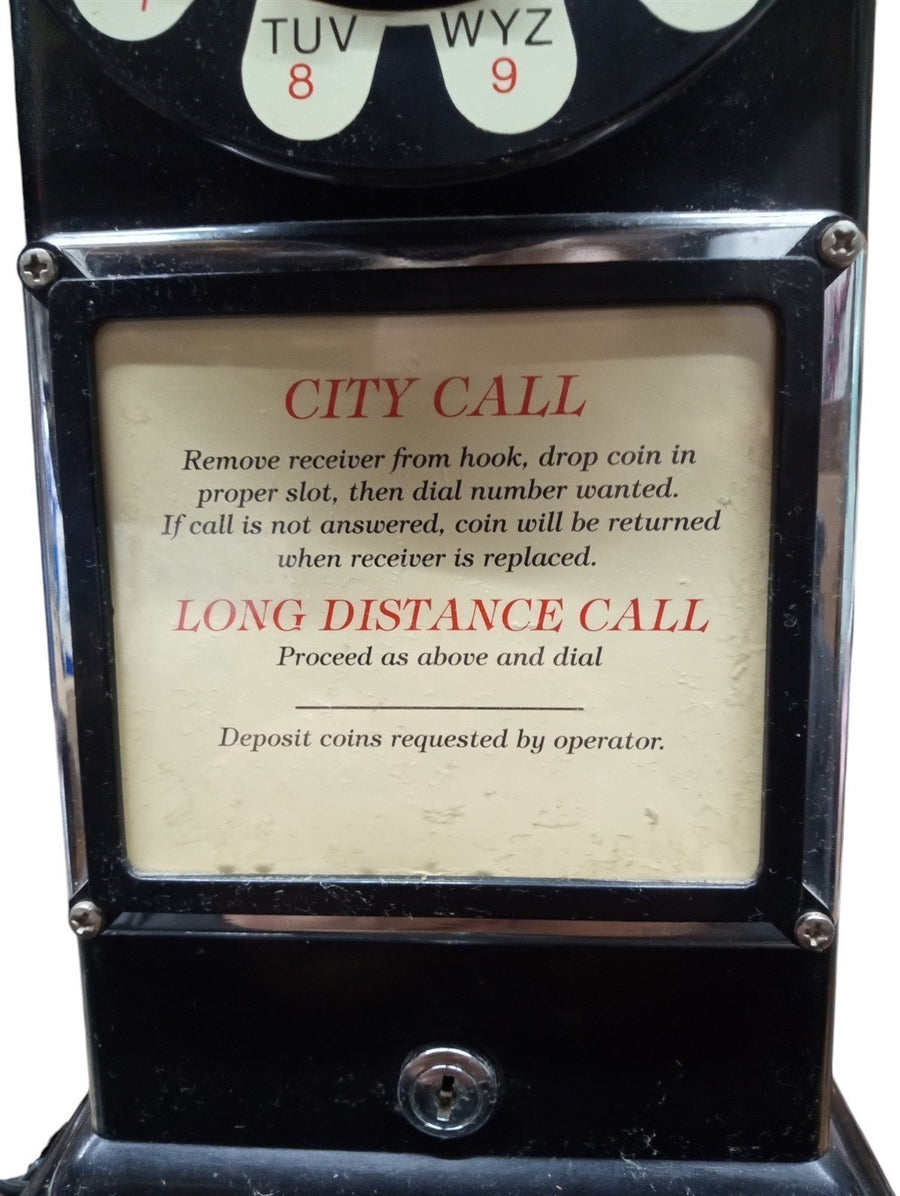 TUV WYZ
8 9
CITY CALL
Remove receiver from hook, drop coin in
proper slot, then dial number wanted.
If call is not answered, coin will be returned
when receiver is replaced.
LONG DISTANCE CALL
Proceed as above and dial
Deposit coins requested by operator.